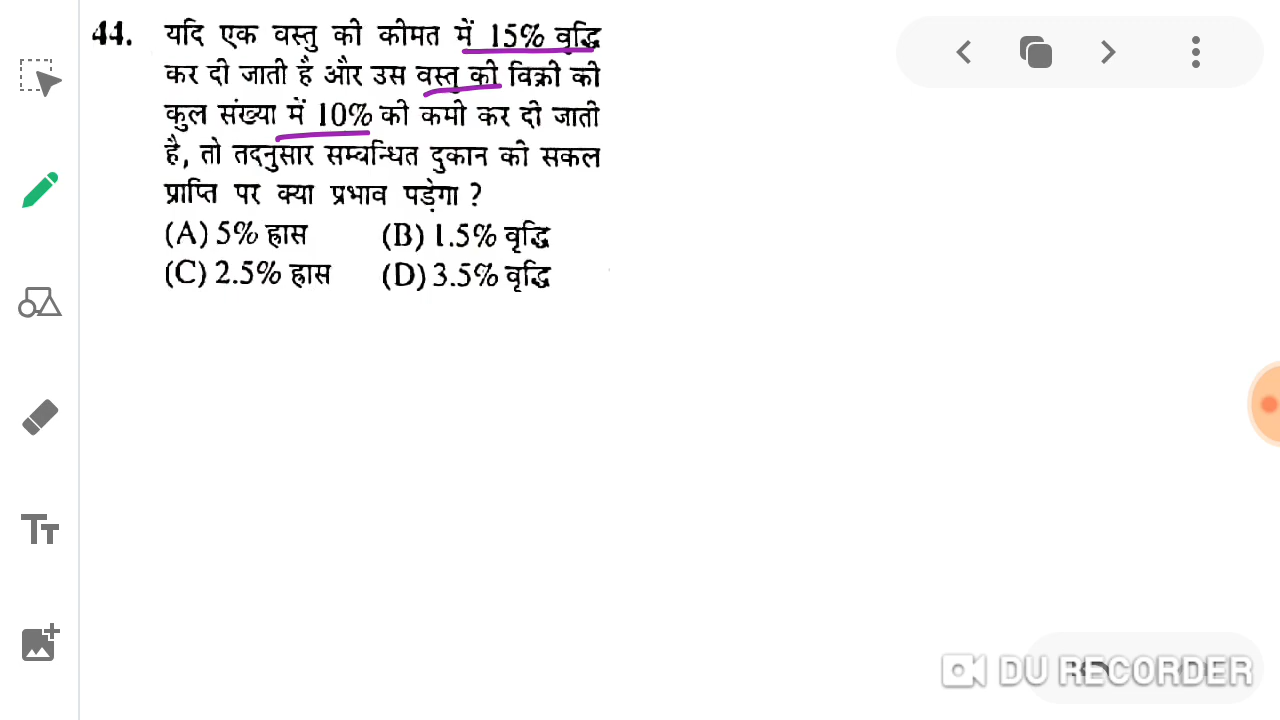 44. यदि एक वस्तु की कीमत में 15% वृद्धि
कर दी जाती है और उस वस्तु की बिक्री की
कुल संख्या में 10% की कमी कर दी जाती
है, तो तदनुसार सम्बन्धित दुकान की सकल
प्राप्ति पर क्या प्रभाव पड़ेगा ?
(A) 5% ह्रास (B) 1.5% वृद्धि
(C) 2.5% ह्रास (D) 3.5% वृद्धि
TT
DU RECORDER